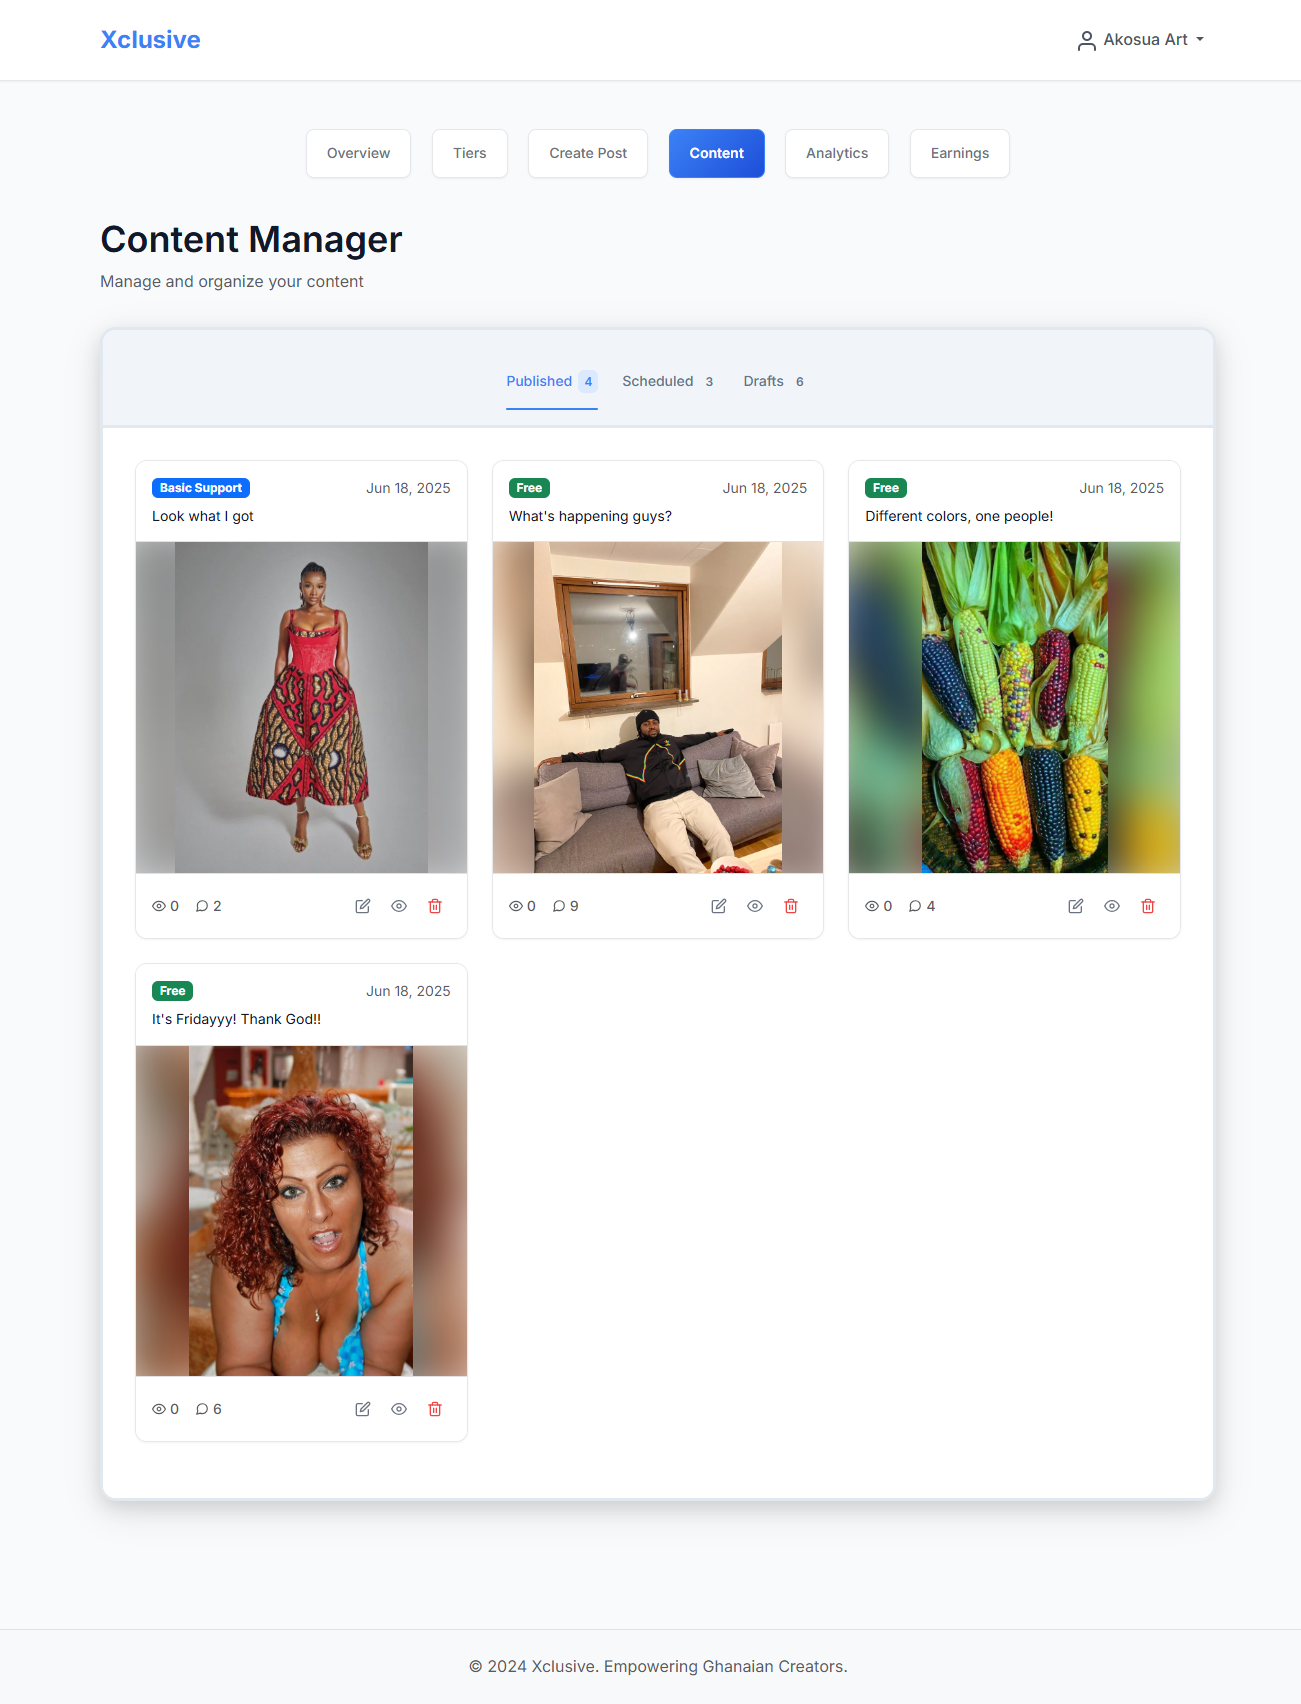 Xclusive
Akosua Art
Overview
Tiers
Create Post
Content
Analytics
Earnings
Content Manager
Manage and organize your content
Published 4
Scheduled 3
Drafts 6
Basic Support
Jun 18, 2025
Look what I got
0
2
Free
Jun 18, 2025
What's happening guys?
0
9
Free
Jun 18, 2025
Different colors, one people!
0
4
Free
Jun 18, 2025
It's Fridayyy! Thank God!!
0
6
© 2024 Xclusive. Empowering Ghanaian Creators.